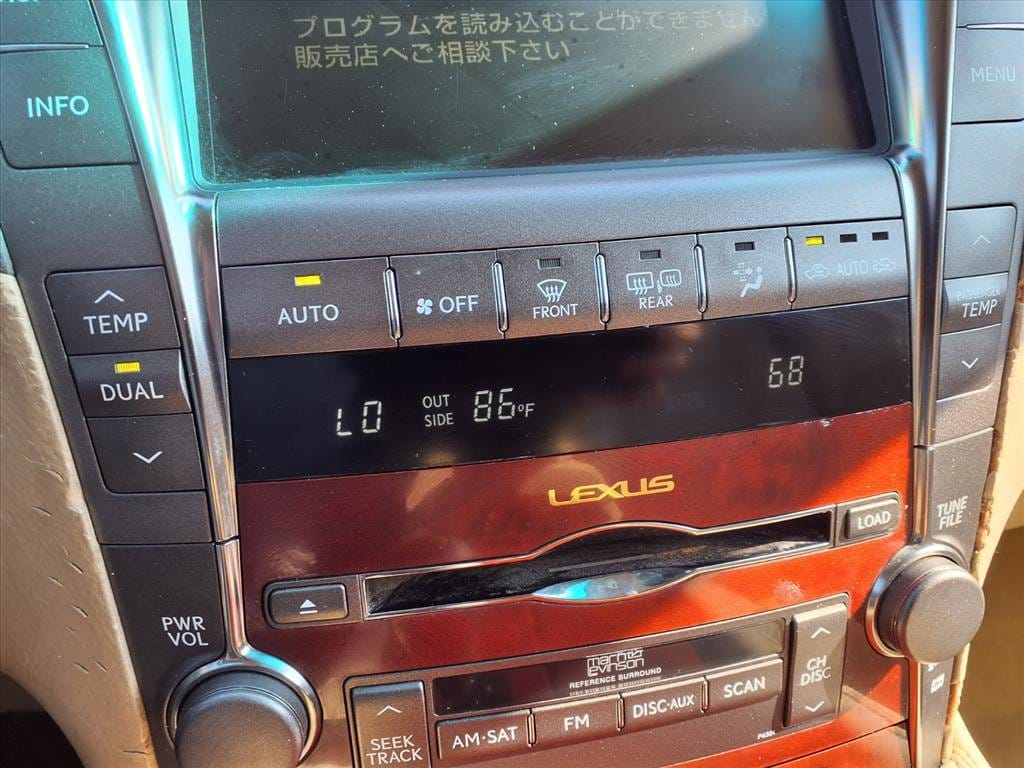 プログラムを読み込むことができません
販売店へご相談下さい
INFO
MENU
TEMP
AUTO
OFF
FRONT
REAR
AUTO
PASSENGER
TEMP
DUAL
LO
OUT
SIDE
86°F
68
LEXUS
LOAD
TUNE
FILE
PWR
VOL
mark
levinson
REFERENCE SURROUND
CH
DISC
SEEK
TRACK
AM·SAT
FM
DISC·AUX
SCAN